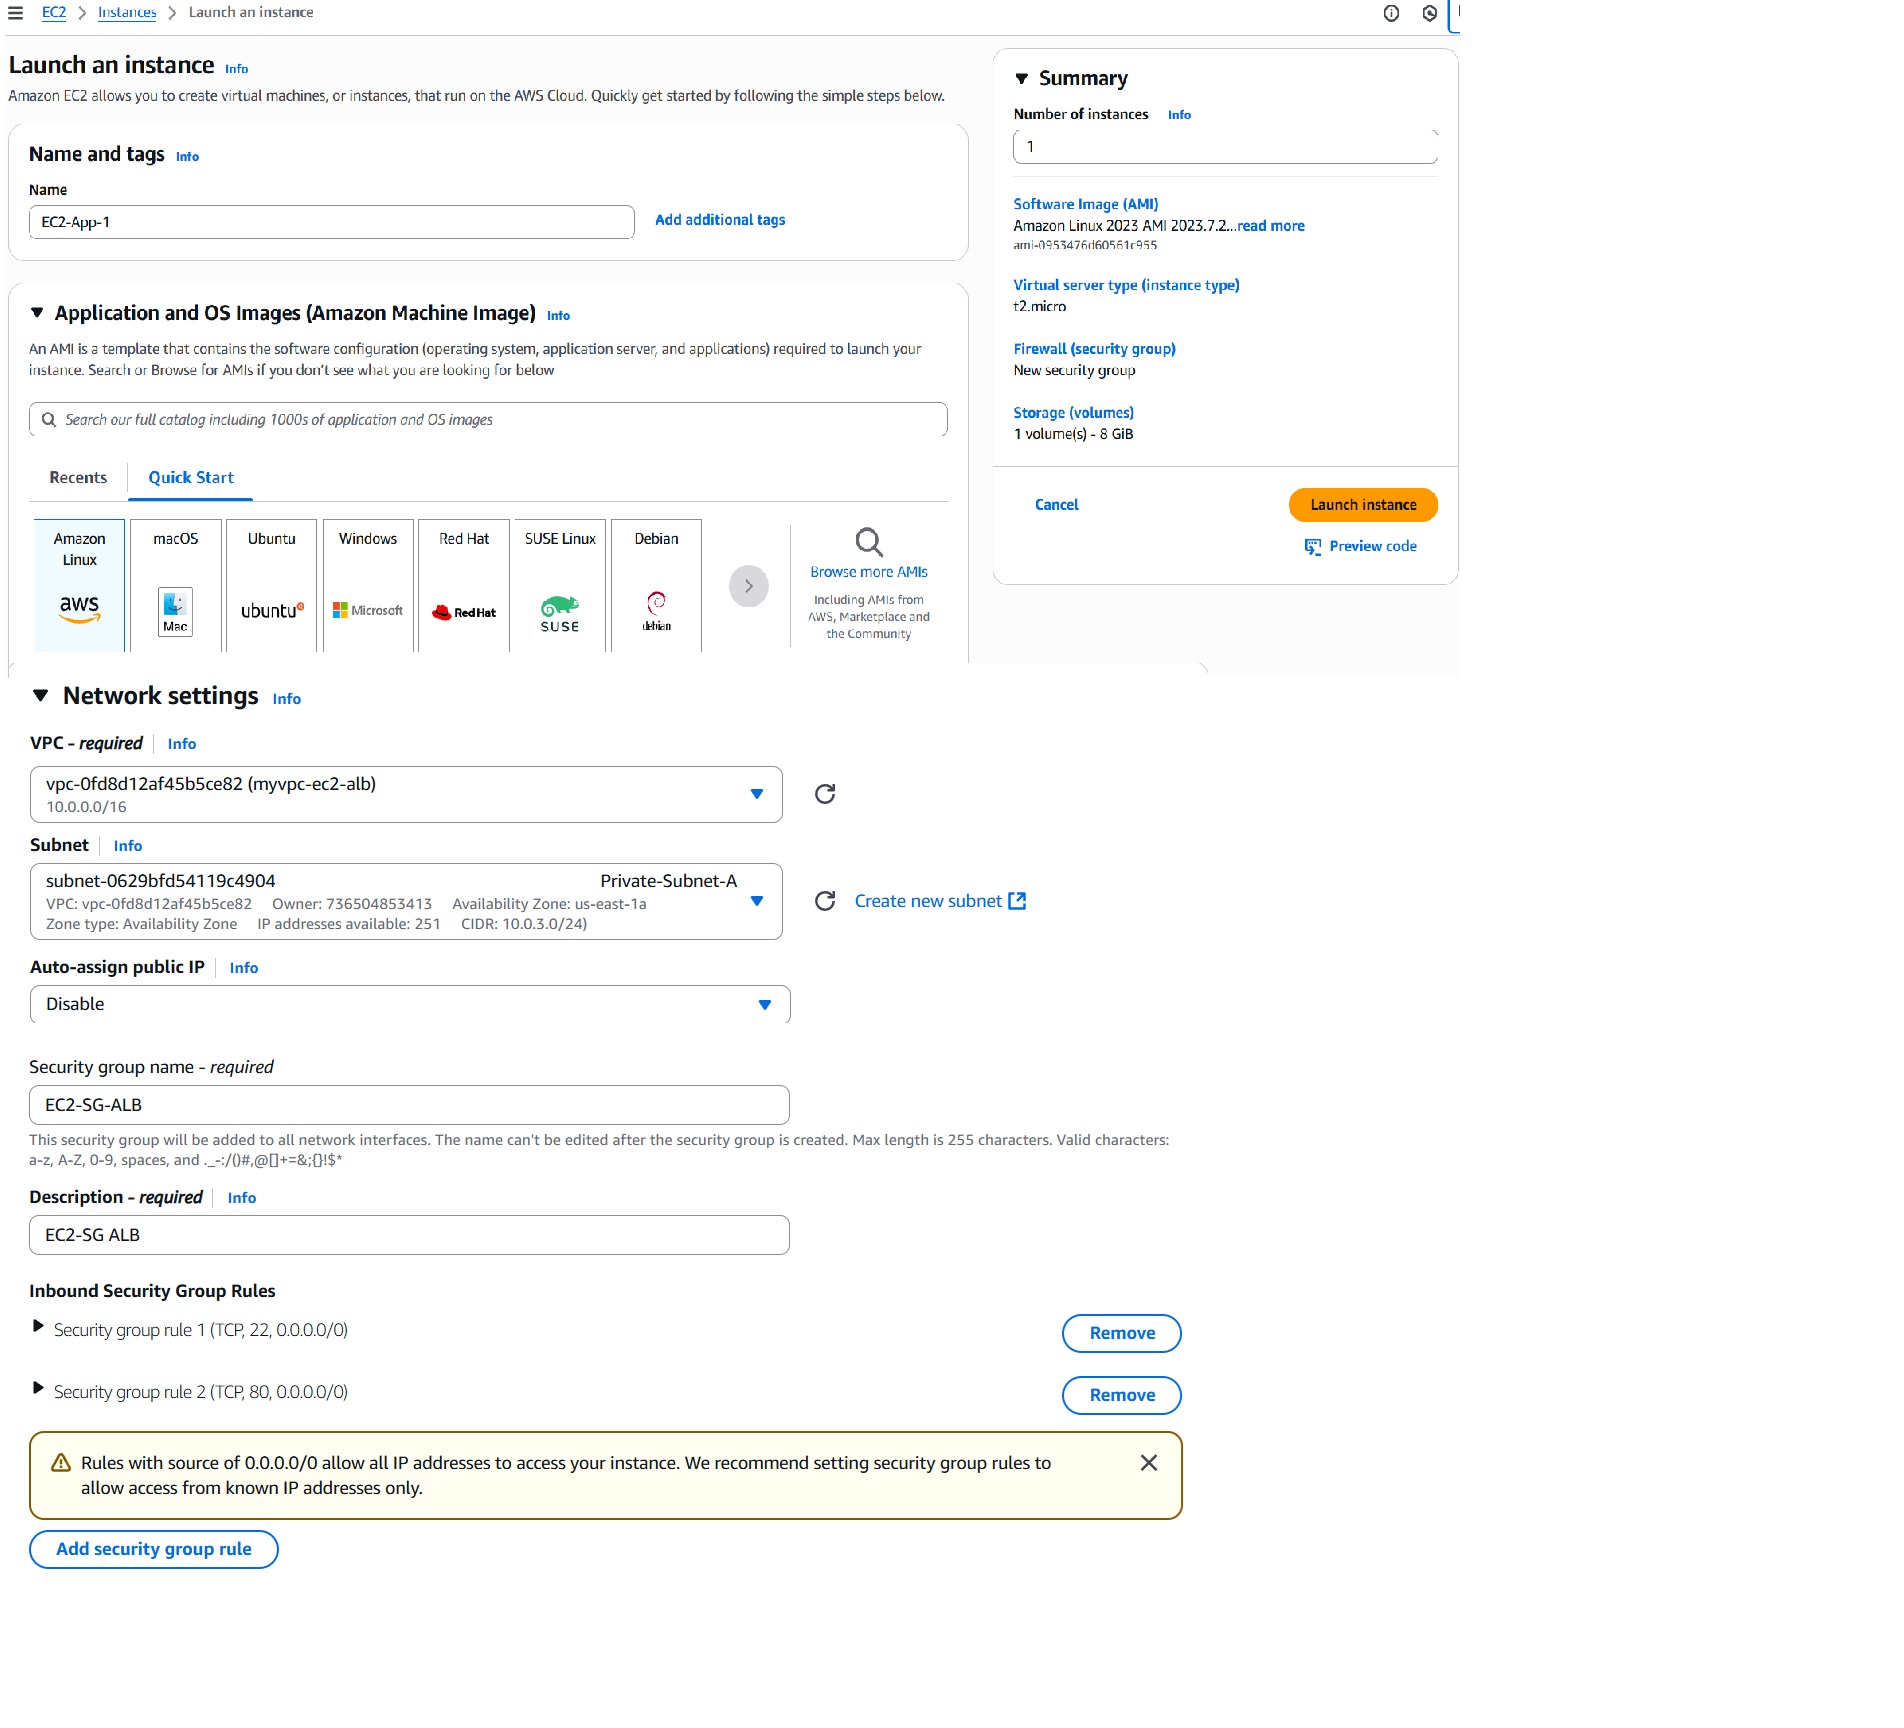 EC2 > Instances > Launch an instance
Launch an instance Info
Amazon EC2 allows you to create virtual machines, or instances, that run on the AWS Cloud. Quickly get started by following the simple steps below.
Name and tags Info
Name
EC2-App-1
Add additional tags
Application and OS Images (Amazon Machine Image) Info
An AMI is a template that contains the software configuration (operating system, application server, and applications) required to launch your
instance. Search or Browse for AMIs if you don't see what you are looking for below
Search our full catalog including 1000s of application and OS images
Recents
Quick Start
Amazon
Linux
aws
macOS
Mac
Ubuntu
ubuntu
Windows
Microsoft
Red Hat
RedHat
SUSE Linux
SUSE
Debian
debian
Browse more AMIs
Including AMIs from
AWS, Marketplace and
the Community
Summary
Number of instances Info
1
Software Image (AMI)
Amazon Linux 2023 AMI 2023.7.2...read more
ami-0953476d60561c955
Virtual server type (instance type)
t2.micro
Firewall (security group)
New security group
Storage (volumes)
1 volume(s) - 8 GiB
Cancel
Launch instance
Preview code
Network settings Info
VPC - required Info
vpc-0fd8d12af45b5ce82 (myvpc-ec2-alb)
10.0.0.0/16
Subnet Info
subnet-0629bfd54119c4904 Private-Subnet-A
VPC: vpc-0fd8d12af45b5ce82 Owner: 736504853413 Availability Zone: us-east-1a
Zone type: Availability Zone IP addresses available: 251 CIDR: 10.0.3.0/24)
Create new subnet
Auto-assign public IP Info
Disable
Security group name - required
EC2-SG-ALB
This security group will be added to all network interfaces. The name can't be edited after the security group is created. Max length is 255 characters. Valid characters:
a-z, A-Z, 0-9, spaces, and ._-:/()#,@[]+=&;{}!$*
Description - required Info
EC2-SG ALB
Inbound Security Group Rules
Security group rule 1 (TCP, 22, 0.0.0.0/0)
Remove
Security group rule 2 (TCP, 80, 0.0.0.0/0)
Remove
Rules with source of 0.0.0.0/0 allow all IP addresses to access your instance. We recommend setting security group rules to
allow access from known IP addresses only.
Add security group rule